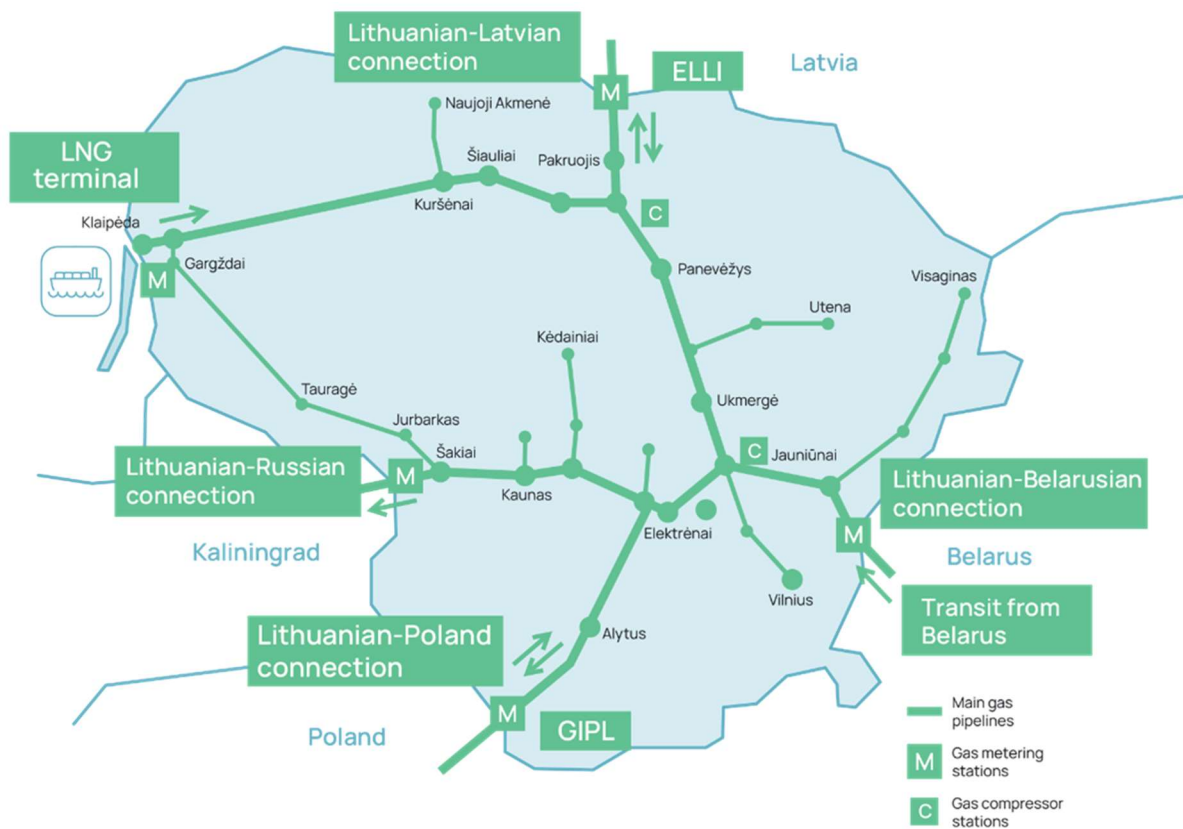 Lithuanian-Latvian
connection
ELLI
Latvia
M
Naujoji Akmenė
LNG
terminal
Šiauliai
Pakruojis
Kuršėnai
C
Klaipėda
M
Gargždai
Panevėžys
Visaginas
Utena
Kėdainiai
Tauragė
Ukmergė
Jurbarkas
Šakiai
C
Jauniūnai
Lithuanian-Russian
connection
M
Kaunas
Lithuanian-Belarusian
connection
Elektrėnai
M
Kaliningrad
Belarus
Vilnius
Transit from
Belarus
Lithuanian-Poland
connection
Alytus
M
GIPL
Poland
Main gas
pipelines
M
Gas metering
stations
C
Gas compressor
stations